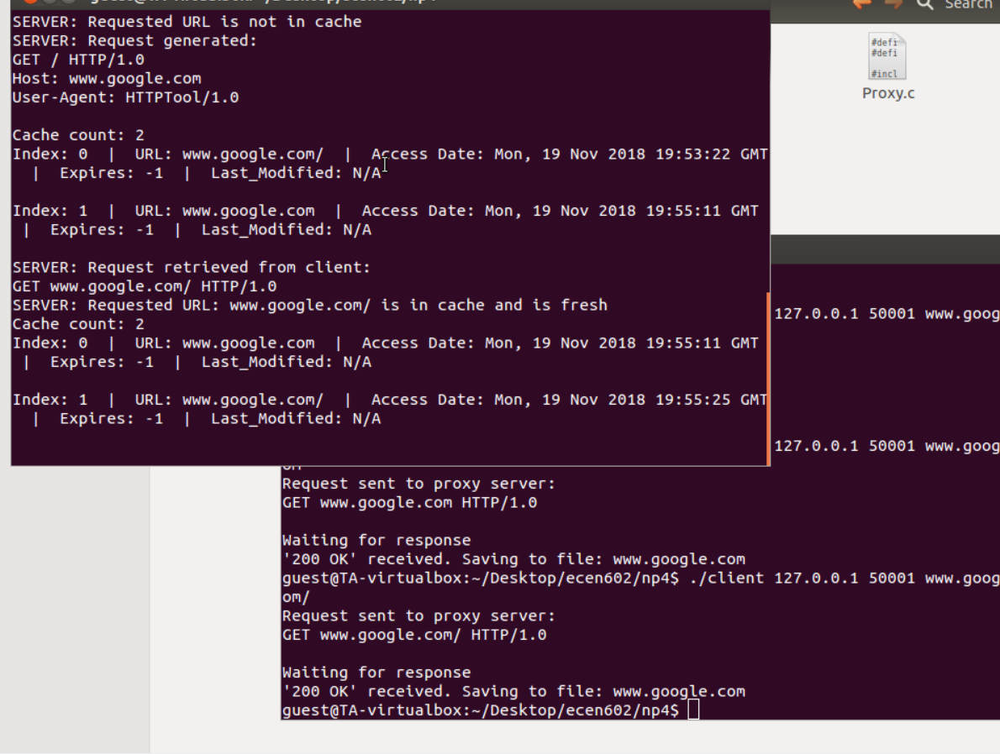 SERVER: Requested URL is not in cache
SERVER: Request generated:
GET / HTTP/1.0
Host: www.google.com
User-Agent: HTTPTool/1.0
Cache count: 2
Index: 0 | URL: www.google.com/ | Access Date: Mon, 19 Nov 2018 19:53:22 GMT
| Expires: -1 | Last_Modified: N/A
Index: 1 | URL: www.google.com | Access Date: Mon, 19 Nov 2018 19:55:11 GMT
| Expires: -1 | Last_Modified: N/A
SERVER: Request retrieved from client:
GET www.google.com/ HTTP/1.0
SERVER: Requested URL: www.google.com/ is in cache and is fresh
Cache count: 2
Index: 0 | URL: www.google.com | Access Date: Mon, 19 Nov 2018 19:55:11 GMT
| Expires: -1 | Last_Modified: N/A
Index: 1 | URL: www.google.com/ | Access Date: Mon, 19 Nov 2018 19:55:25 GMT
| Expires: -1 | Last_Modified: N/A
Search
#defi
#defi
#incl
Proxy.c
127.0.0.1 50001 www.goog
127.0.0.1 50001 www.goog
Request sent to proxy server:
GET www.google.com HTTP/1.0
Waiting for response
'200 OK' received. Saving to file: www.google.com
guest@TA-virtualbox:~/Desktop/ecen602/np4$ ./client 127.0.0.1 50001 www.goog
om/
Request sent to proxy server:
GET www.google.com/ HTTP/1.0
Waiting for response
'200 OK' received. Saving to file: www.google.com
guest@TA-virtualbox:~/Desktop/ecen602/np4$